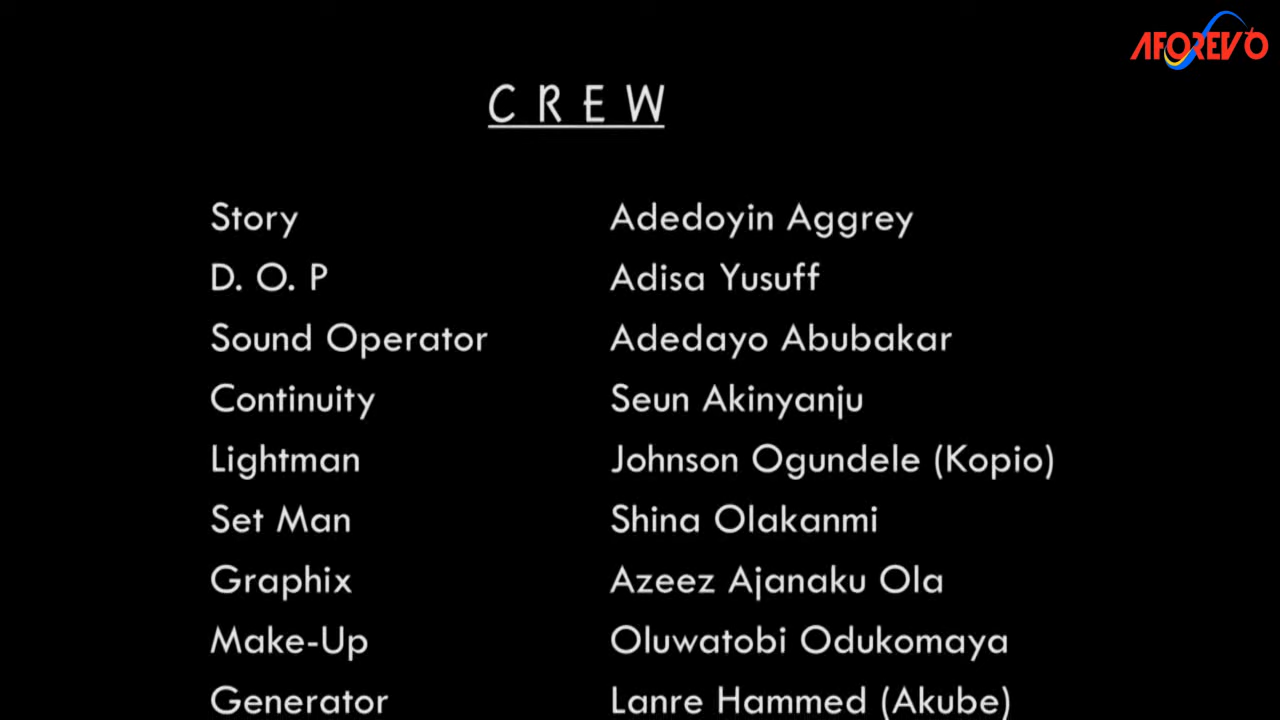 AFOREVO
C R E W
Story Adedoyin Aggrey
D. O. P Adisa Yusuff
Sound Operator Adedayo Abubakar
Continuity Seun Akinyanju
Lightman Johnson Ogundele (Kopio)
Set Man Shina Olakanmi
Graphix Azeez Ajanaku Ola
Make-Up Oluwatobi Odukomaya
Generator Lanre Hammed (Akube)